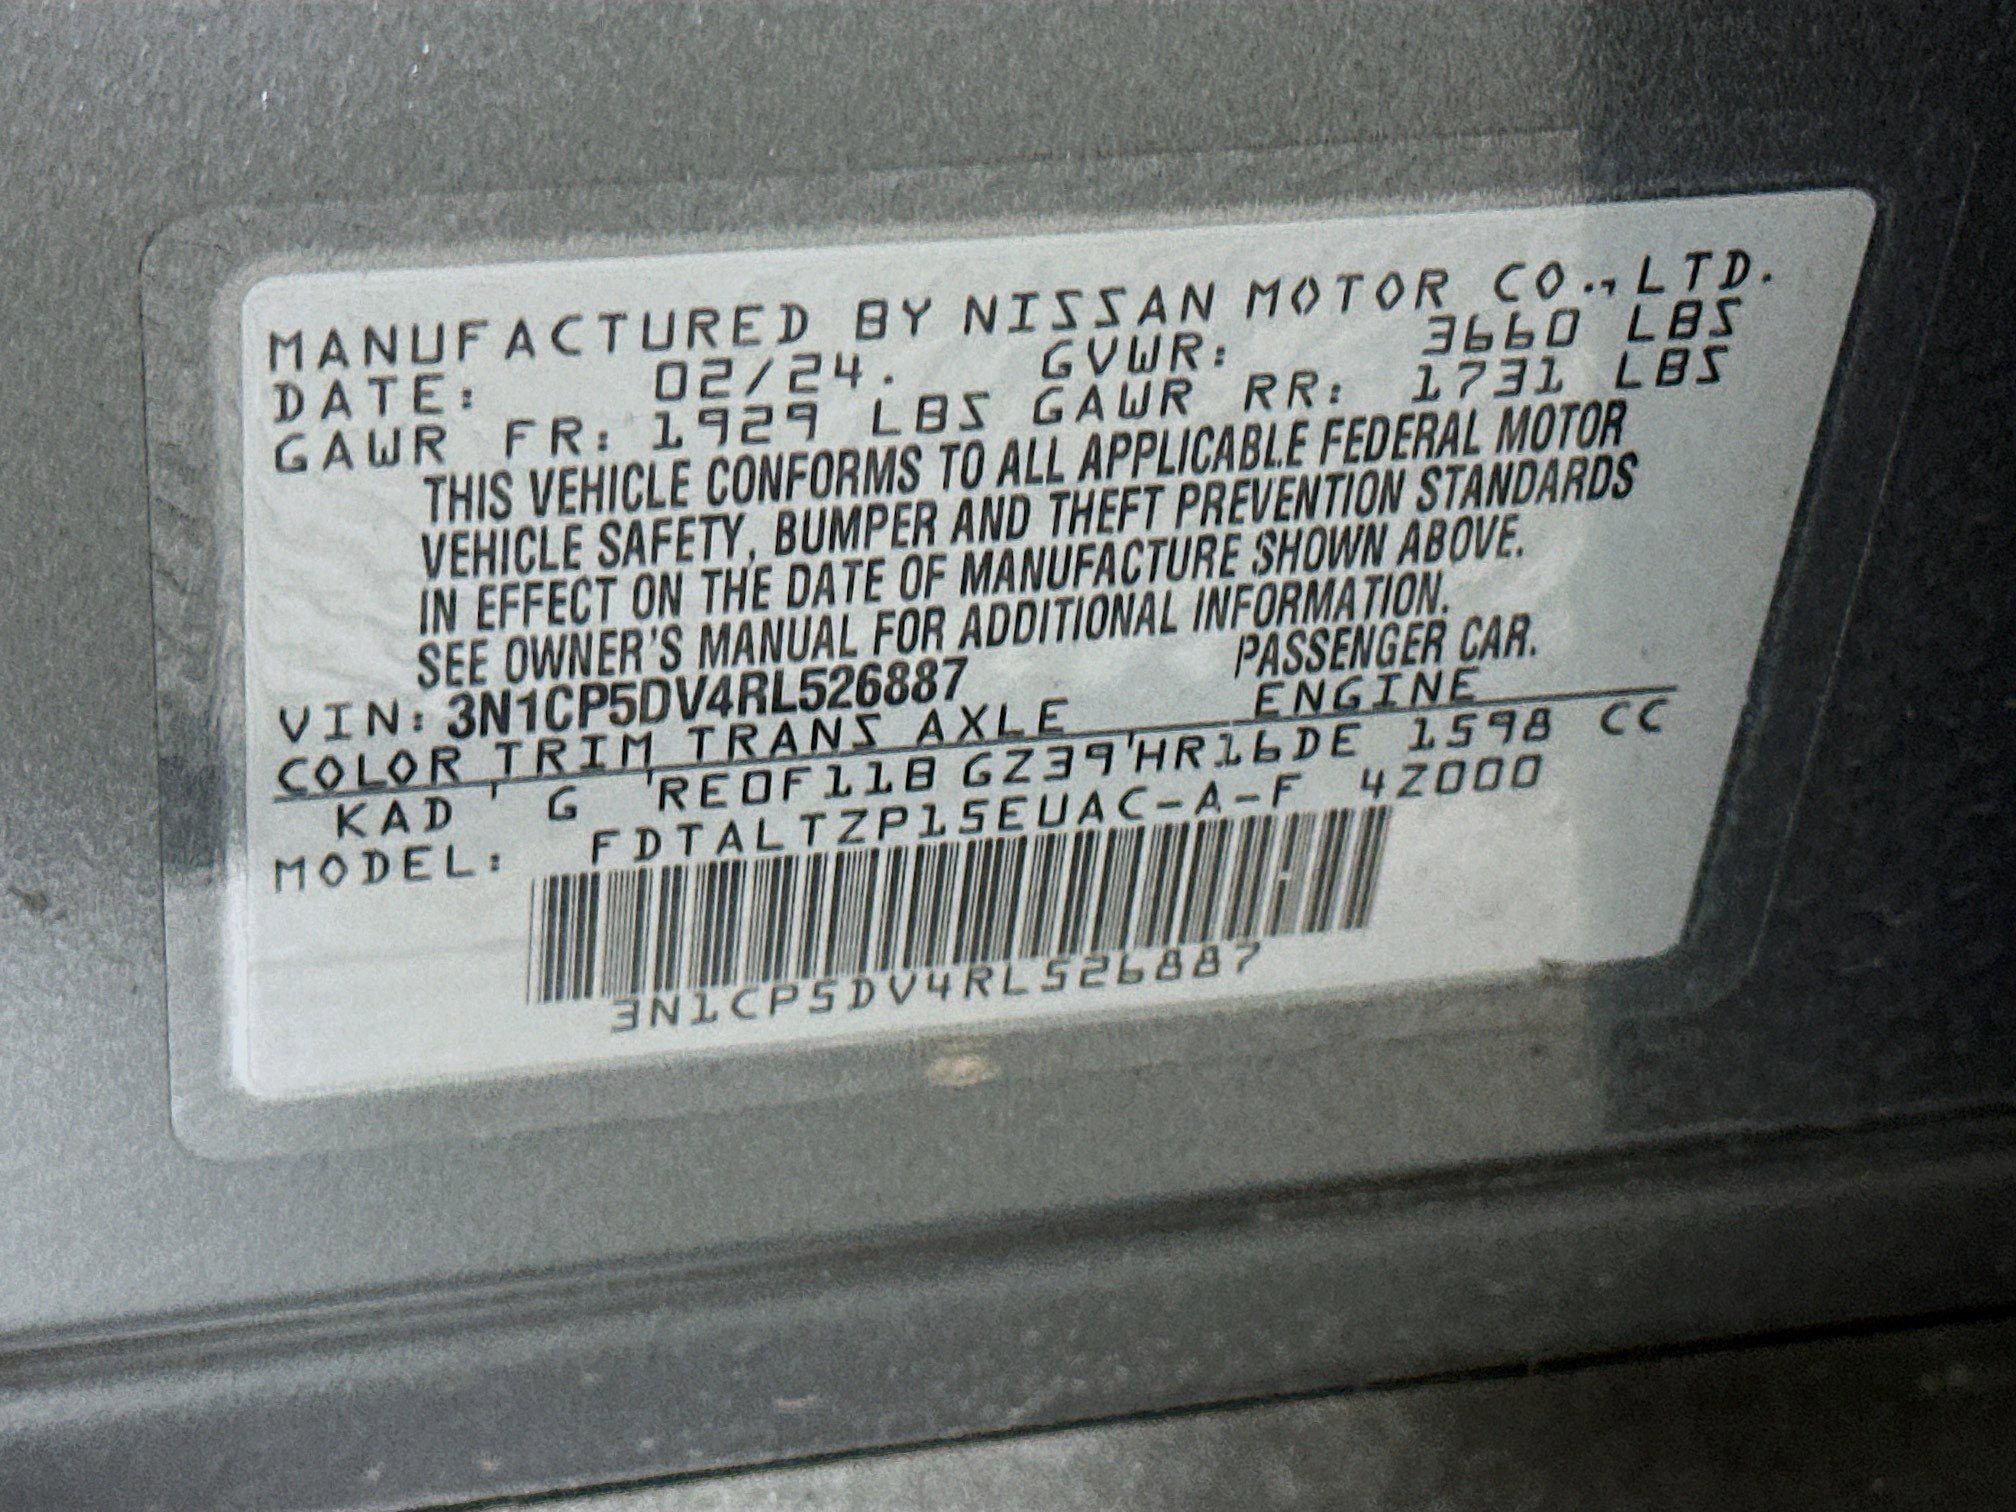 MANUFACTURED BY NISSAN MOTOR CO., LTD.
DATE: 02/24. GVWR: 3660 LBS
GAWR FR: 1929 LBS GAWR RR: 1731 LBS
THIS VEHICLE CONFORMS TO ALL APPLICABLE FEDERAL MOTOR
VEHICLE SAFETY, BUMPER AND THEFT PREVENTION STANDARDS
IN EFFECT ON THE DATE OF MANUFACTURE SHOWN ABOVE.
SEE OWNER'S MANUAL FOR ADDITIONAL INFORMATION.
VIN: 3N1CP5DV4RL526887 PASSENGER CAR.
COLOR TRIM TRANS AXLE ENGINE
KAD G RE0F11B GZ39 HR16DE 1598 CC
MODEL: FDTALTZP15EUAC-A-F 4Z000
3N1CP5DV4RL526887